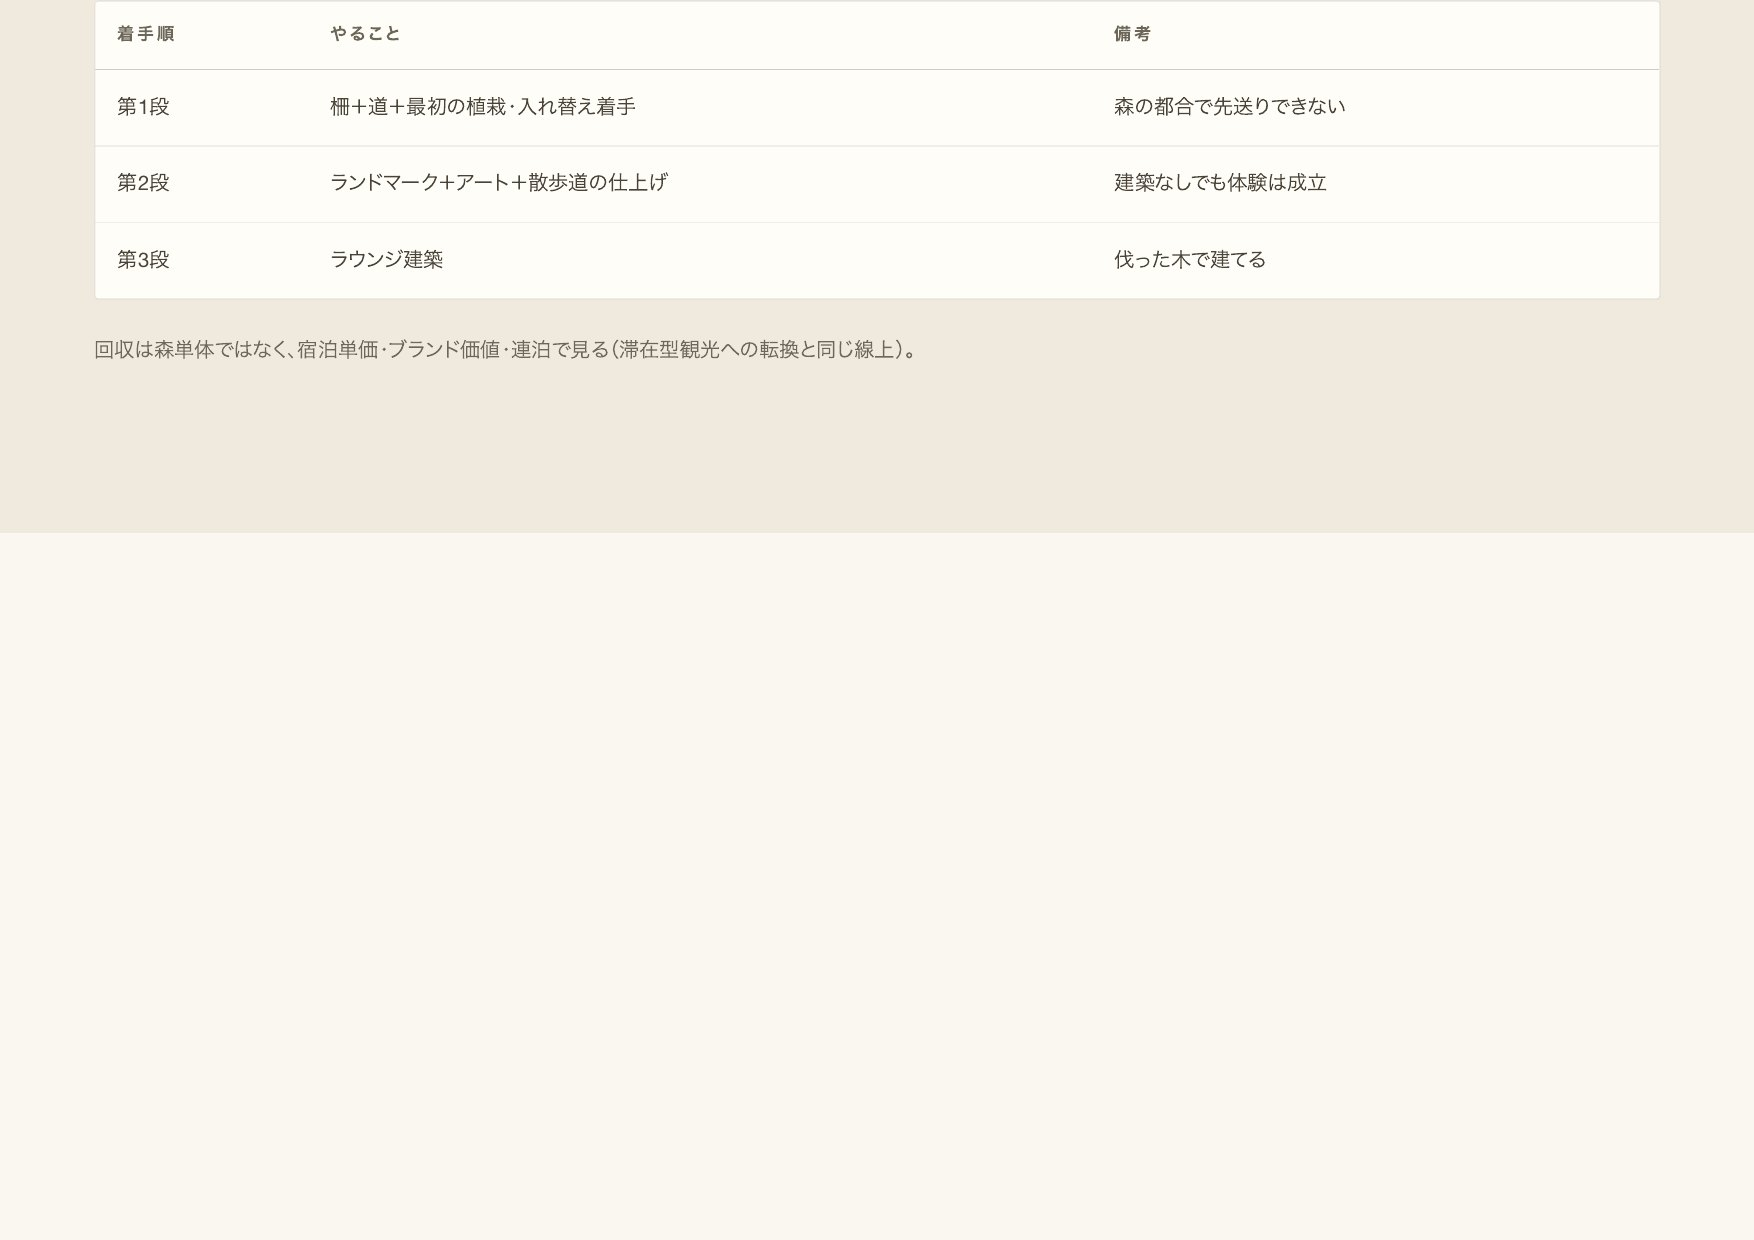 着手順 やること 備考
第1段 柵＋道＋最初の植栽·入れ替え着手 森の都合で先送りできない
第2段 ランドマーク＋アート＋散歩道の仕上げ 建築なしでも体験は成立
第3段 ラウンジ建築 伐った木で建てる
回収は森単体ではなく、宿泊単価·ブランド価値·連泊で見る（滞在型観光への転換と同じ線上）。